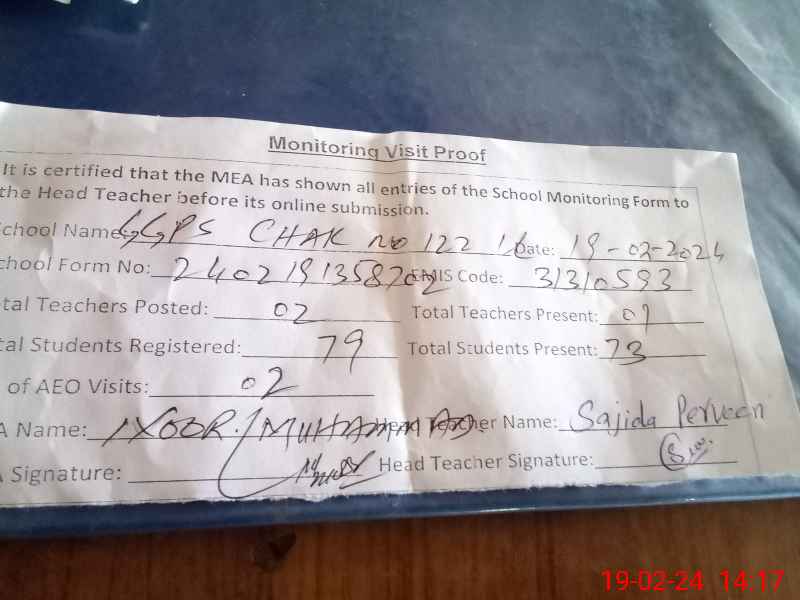 Monitoring Visit Proof
It is certified that the MEA has shown all entries of the School Monitoring Form to
the Head Teacher before its online submission.
chool Name GGPS CHAK No 122 Date: 19-02-2024
chool Form No: EMIS Code: 31310593
tal Teachers Posted: 02 Total Teachers Present: 01
tal Students Registered: 79 Total Students Present: 73
of AEO Visits: 02
A Name: NOOR MUHAMMAD Teacher Name: Sajida Perveen
A Signature: Head Teacher Signature:
19-02-24 14:17